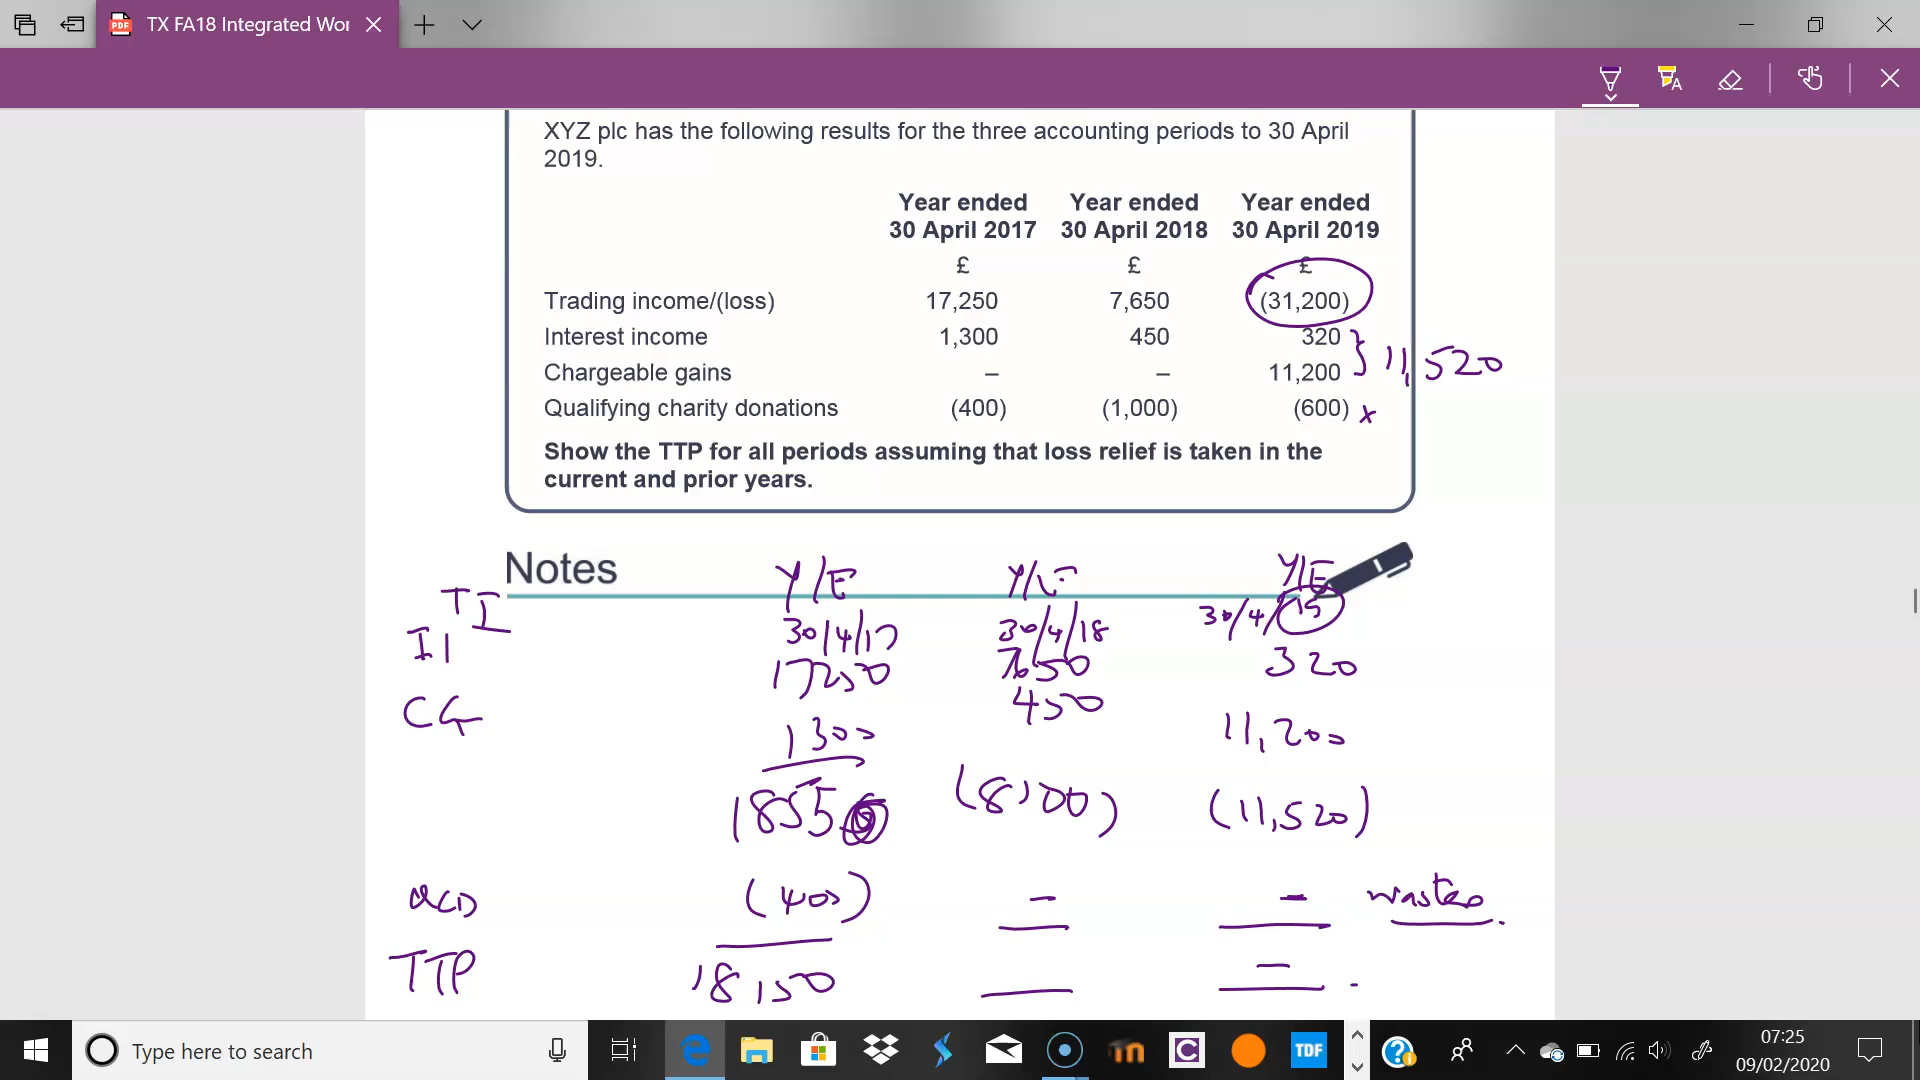 TX FA18 Integrated Wor
XYZ plc has the following results for the three accounting periods to 30 April
2019.
Year ended Year ended Year ended
30 April 2017 30 April 2018 30 April 2019
£ £ £
Trading income/(loss) 17,250 7,650 (31,200)
Interest income 1,300 450 320
} 11,520
Chargeable gains – – 11,200
Qualifying charity donations (400) (1,000) (600) x
Show the TTP for all periods assuming that loss relief is taken in the
current and prior years.
Notes
Y/E Y/E Y/E
TI 30/4/17 30/4/18 30/4/19
II 17250 7650 320
CG 1300 450 11,200
18550 (8,100) (11,520)
QCD (400) – – wasted
TTP 18,150 –
Type here to search
TDF
07:25
09/02/2020